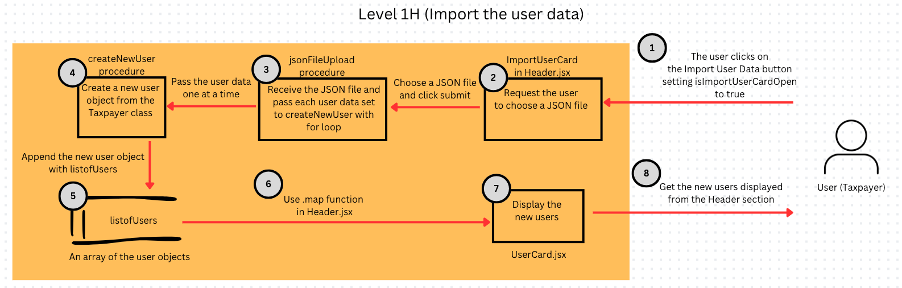 Level 1H (Import the user data)
1
The user clicks on
the Import User Data button
setting isImportUserCardOpen
to true
User (Taxpayer)
2
ImportUserCard
in Header.jsx
Request the user
to choose a JSON file
Choose a JSON file
and click submit
3
jsonFileUpload
procedure
Receive the JSON file and
pass each user data set
to createNewUser with
for loop
Pass the user data
one at a time
4
createNewUser
procedure
Create a new user
object from the
Taxpayer class
Append the new user object
with listofUsers
5
listofUsers
An array of the user objects
6
Use .map function
in Header.jsx
7
Display the
new users
UserCard.jsx
8
Get the new users displayed
from the Header section